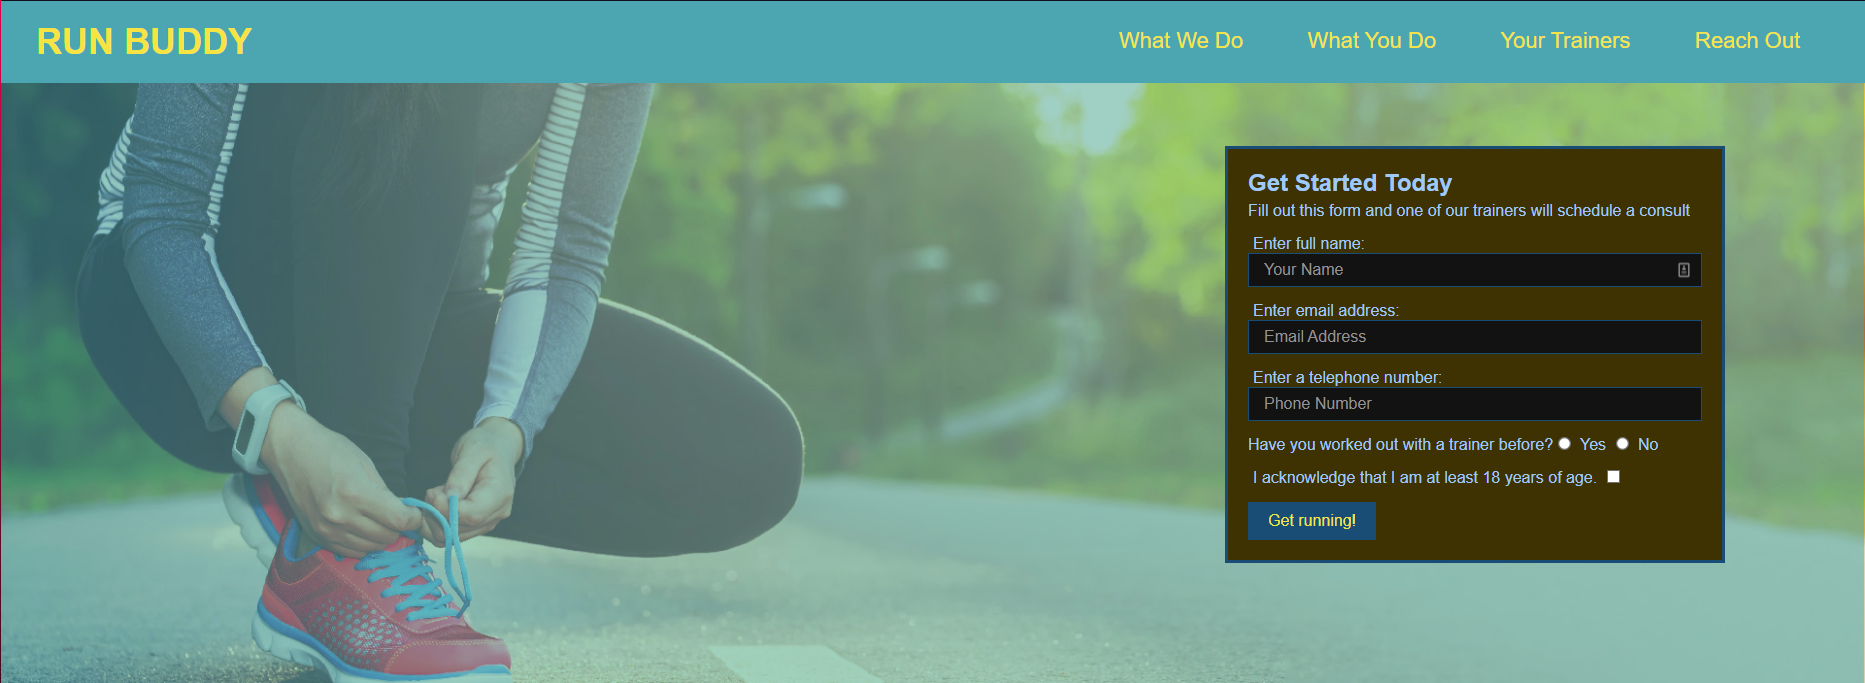 RUN BUDDY
What We Do What You Do Your Trainers Reach Out
Get Started Today
Fill out this form and one of our trainers will schedule a consult
Enter full name:
Your Name
Enter email address:
Email Address
Enter a telephone number:
Phone Number
Have you worked out with a trainer before? Yes No
I acknowledge that I am at least 18 years of age.
Get running!